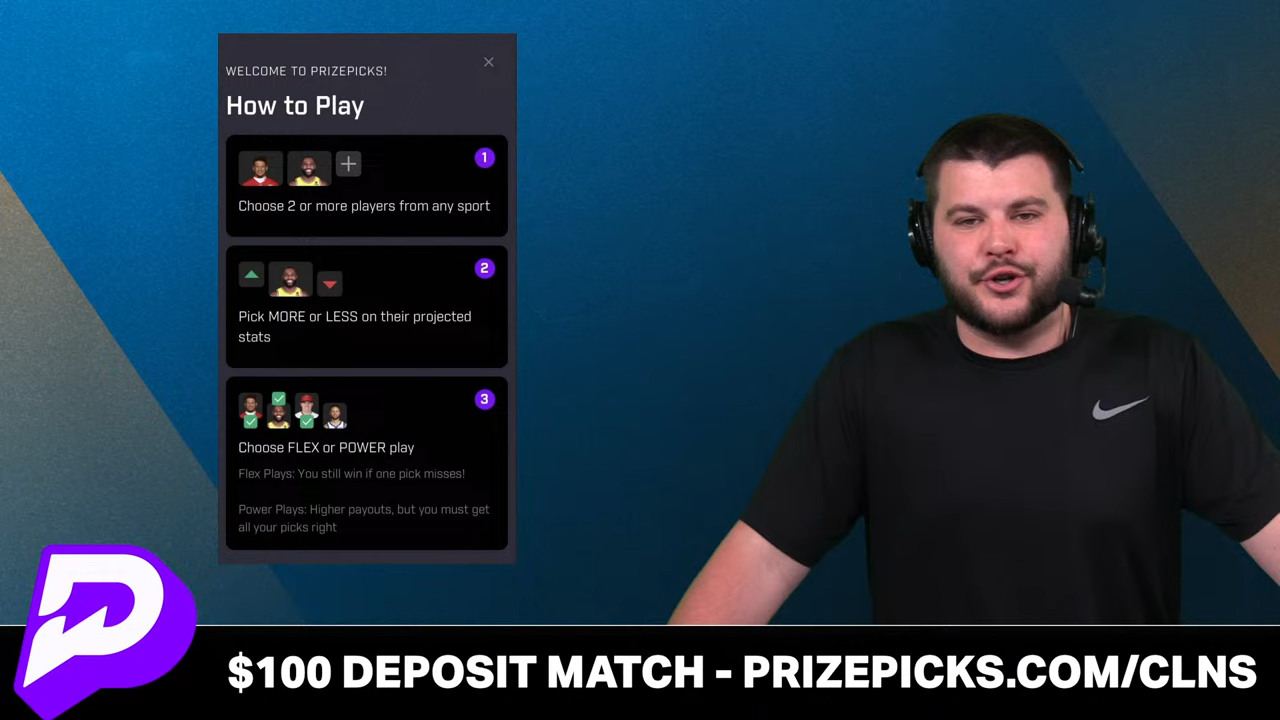 WELCOME TO PRIZEPICKS!
How to Play
1
Choose 2 or more players from any sport
2
Pick MORE or LESS on their projected
stats
3
Choose FLEX or POWER play
Flex Plays: You still win if one pick misses!
Power Plays: Higher payouts, but you must get
all your picks right
$100 DEPOSIT MATCH - PRIZEPICKS.COM/CLNS